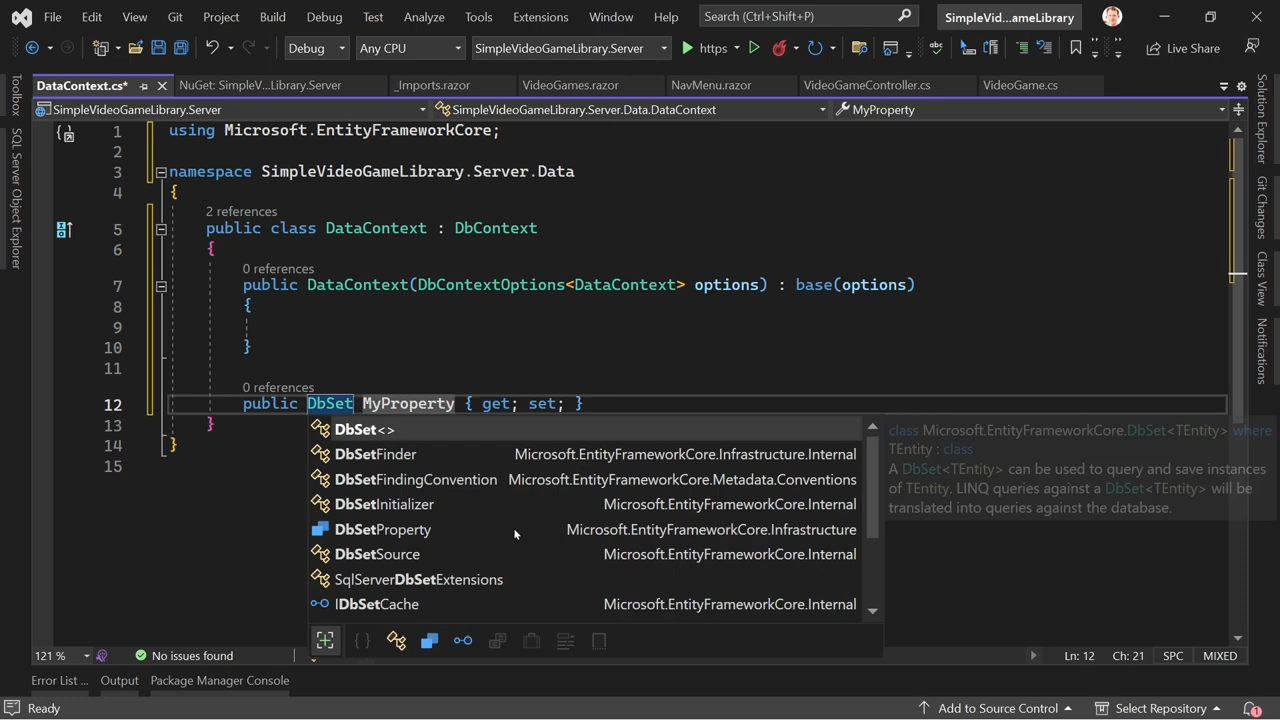 File Edit View Git Project Build Debug Test Analyze Tools Extensions Window Help Search (Ctrl+Shift+P) SimpleVid...ameLibrary
Debug Any CPU SimpleVideoGameLibrary.Server https Live Share
DataContext.cs* NuGet: SimpleV...Library.Server _Imports.razor VideoGames.razor NavMenu.razor VideoGameController.cs VideoGame.cs
SimpleVideoGameLibrary.Server SimpleVideoGameLibrary.Server.Data.DataContext MyProperty
Toolbox
SQL Server Object Explorer
1 using Microsoft.EntityFrameworkCore;
2
3 namespace SimpleVideoGameLibrary.Server.Data
4 {
2 references
5 public class DataContext : DbContext
6 {
0 references
7 public DataContext(DbContextOptions<DataContext> options) : base(options)
8 {
9
10 }
11
0 references
12 public DbSet MyProperty { get; set; }
13 }
14 }
15
DbSet<>
DbSetFinder Microsoft.EntityFrameworkCore.Infrastructure.Internal
DbSetFindingConvention Microsoft.EntityFrameworkCore.Metadata.Conventions
DbSetInitializer Microsoft.EntityFrameworkCore.Internal
DbSetProperty Microsoft.EntityFrameworkCore.Infrastructure
DbSetSource Microsoft.EntityFrameworkCore.Internal
SqlServerDbSetExtensions
IDbSetCache Microsoft.EntityFrameworkCore.Internal
class Microsoft.EntityFrameworkCore.DbSet<TEntity> where
TEntity : class
A DbSet<TEntity> can be used to query and save instances
of TEntity. LINQ queries against a DbSet<TEntity> will be
translated into queries against the database.
Solution Explorer
Git Changes
Class View
Notifications
121 % No issues found Ln: 12 Ch: 21 SPC MIXED
Error List ... Output Package Manager Console
Ready Add to Source Control Select Repository 1